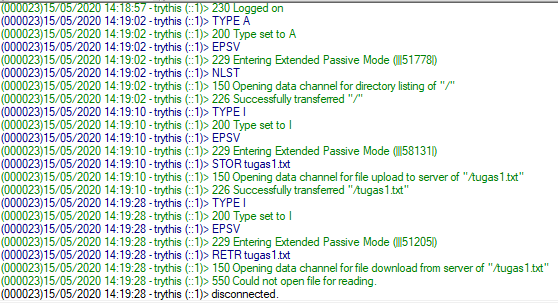 (000023)15/05/2020 14:18:57 - trythis (::1)> 230 Logged on
(000023)15/05/2020 14:19:02 - trythis (::1)> TYPE A
(000023)15/05/2020 14:19:02 - trythis (::1)> 200 Type set to A
(000023)15/05/2020 14:19:02 - trythis (::1)> EPSV
(000023)15/05/2020 14:19:02 - trythis (::1)> 229 Entering Extended Passive Mode (|||51778|)
(000023)15/05/2020 14:19:02 - trythis (::1)> NLST
(000023)15/05/2020 14:19:02 - trythis (::1)> 150 Opening data channel for directory listing of "/"
(000023)15/05/2020 14:19:02 - trythis (::1)> 226 Successfully transferred "/"
(000023)15/05/2020 14:19:10 - trythis (::1)> TYPE I
(000023)15/05/2020 14:19:10 - trythis (::1)> 200 Type set to I
(000023)15/05/2020 14:19:10 - trythis (::1)> EPSV
(000023)15/05/2020 14:19:10 - trythis (::1)> 229 Entering Extended Passive Mode (|||58131|)
(000023)15/05/2020 14:19:10 - trythis (::1)> STOR tugas1.txt
(000023)15/05/2020 14:19:10 - trythis (::1)> 150 Opening data channel for file upload to server of "/tugas1.txt"
(000023)15/05/2020 14:19:10 - trythis (::1)> 226 Successfully transferred "/tugas1.txt"
(000023)15/05/2020 14:19:28 - trythis (::1)> TYPE I
(000023)15/05/2020 14:19:28 - trythis (::1)> 200 Type set to I
(000023)15/05/2020 14:19:28 - trythis (::1)> EPSV
(000023)15/05/2020 14:19:28 - trythis (::1)> 229 Entering Extended Passive Mode (|||51205|)
(000023)15/05/2020 14:19:28 - trythis (::1)> RETR tugas1.txt
(000023)15/05/2020 14:19:28 - trythis (::1)> 150 Opening data channel for file download from server of "/tugas1.txt"
(000023)15/05/2020 14:19:28 - trythis (::1)> 550 Could not open file for reading.
(000023)15/05/2020 14:19:28 - trythis (::1)> disconnected.